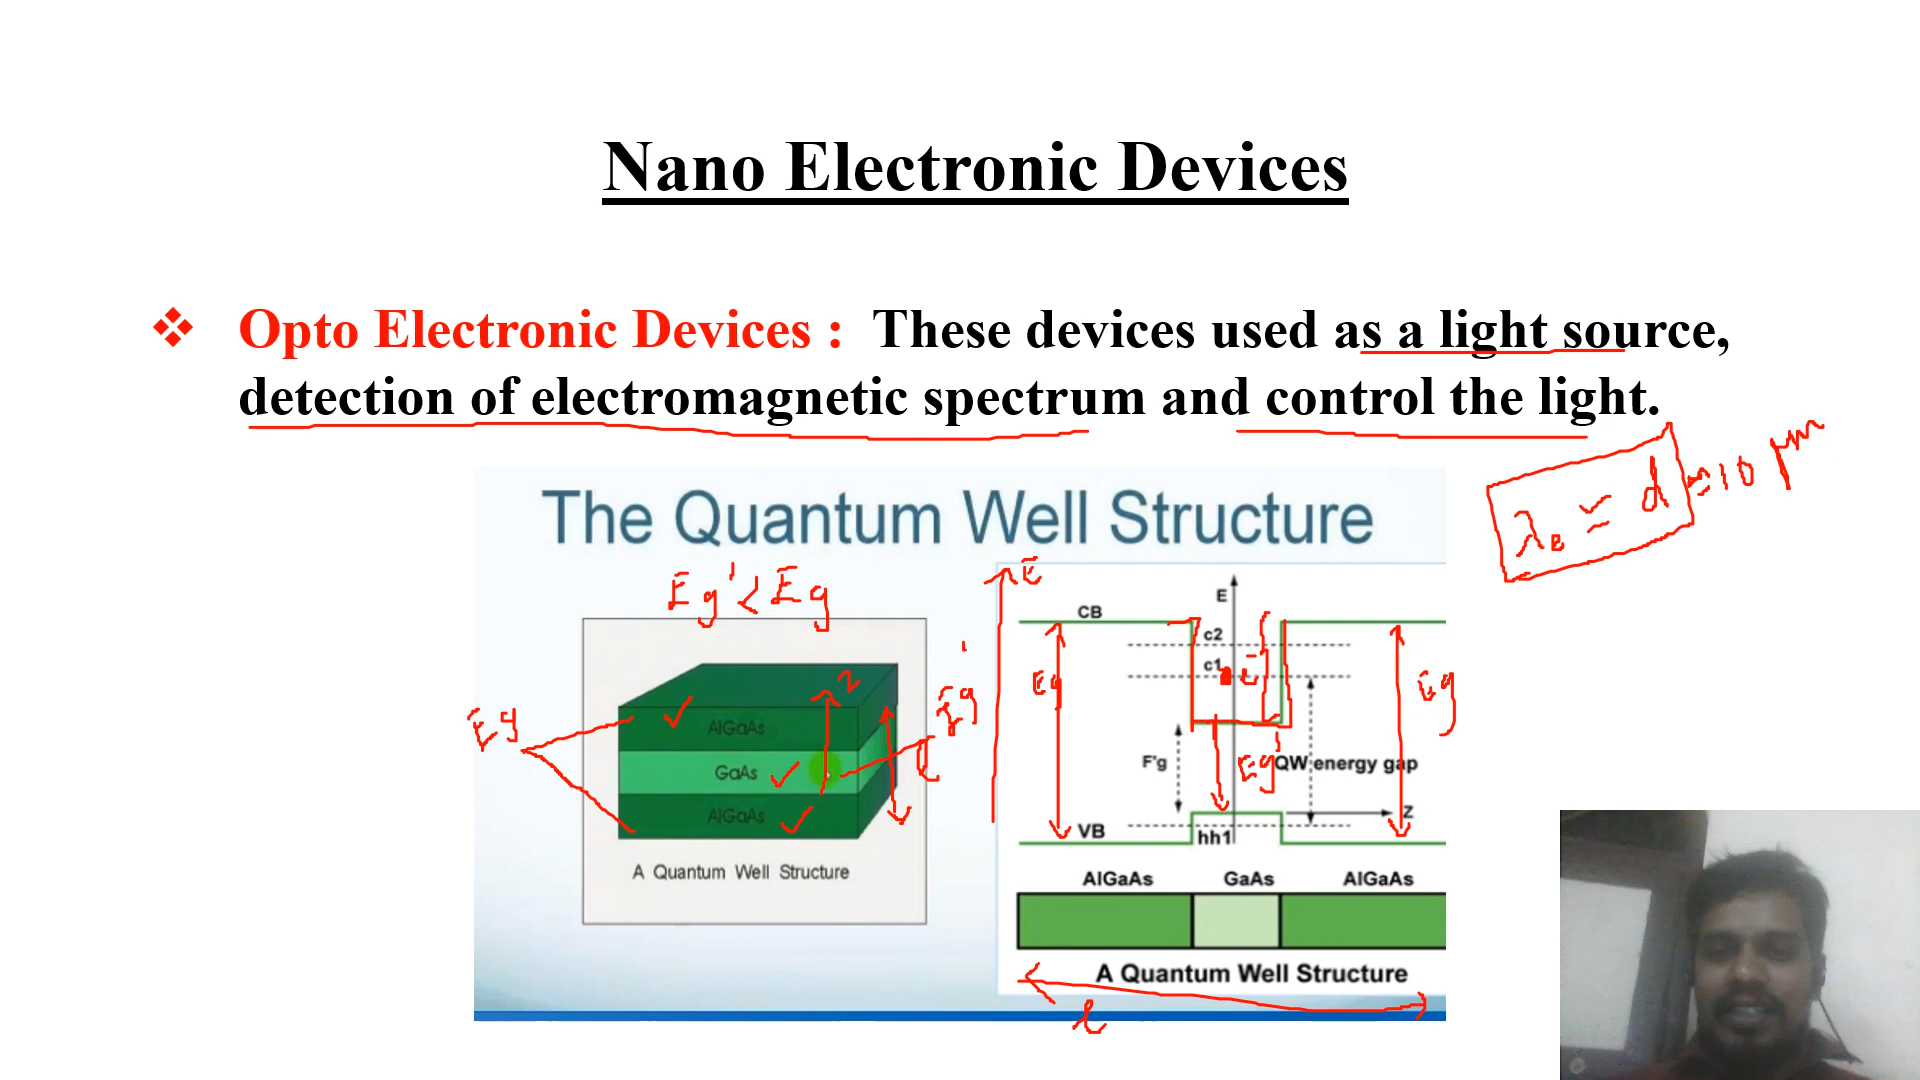 Nano Electronic Devices
❖ Opto Electronic Devices : These devices used as a light source,
detection of electromagnetic spectrum and control the light.
λe = d ≈ 10 μm
The Quantum Well Structure
Eg' < Eg
AlGaAs
GaAs
AlGaAs
Eg
Eg'
2
A Quantum Well Structure
E
E
CB
c2
c1
e-
Eg
Eg
F'g
Eg'
QW energy gap
Z
VB
hh1
AlGaAs GaAs AlGaAs
A Quantum Well Structure
l